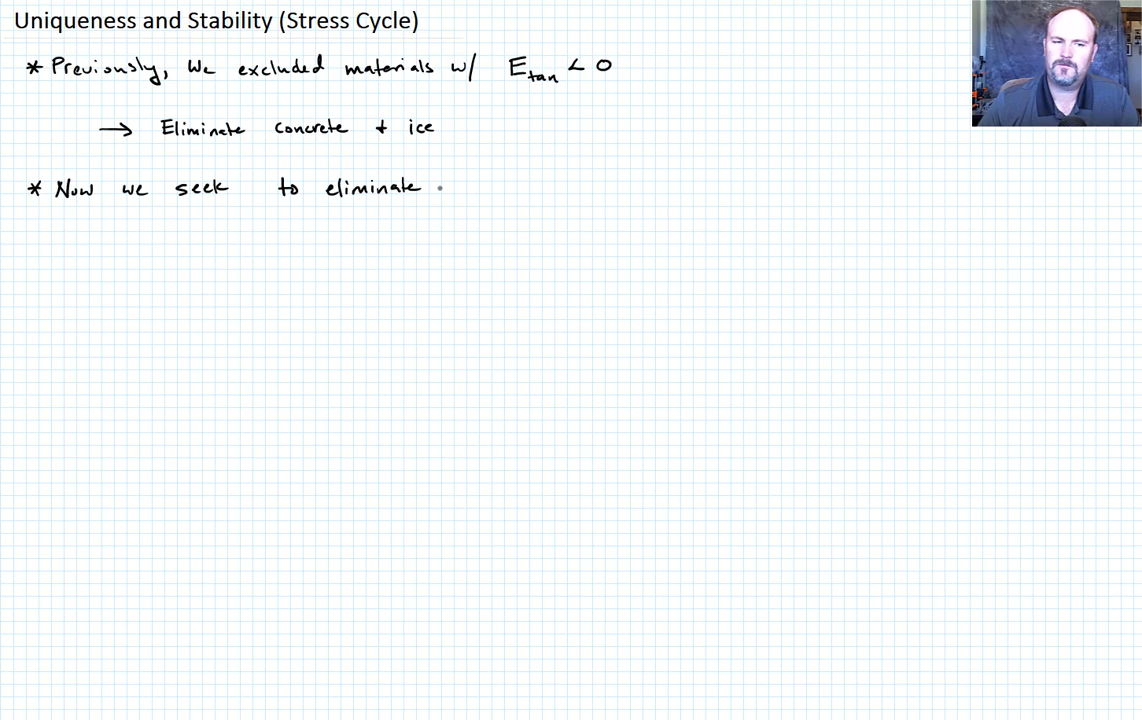 Uniqueness and Stability (Stress Cycle)
* Previously, we excluded materials w/ E_tan < 0
→ Eliminate concrete + ice
* Now we seek to eliminate